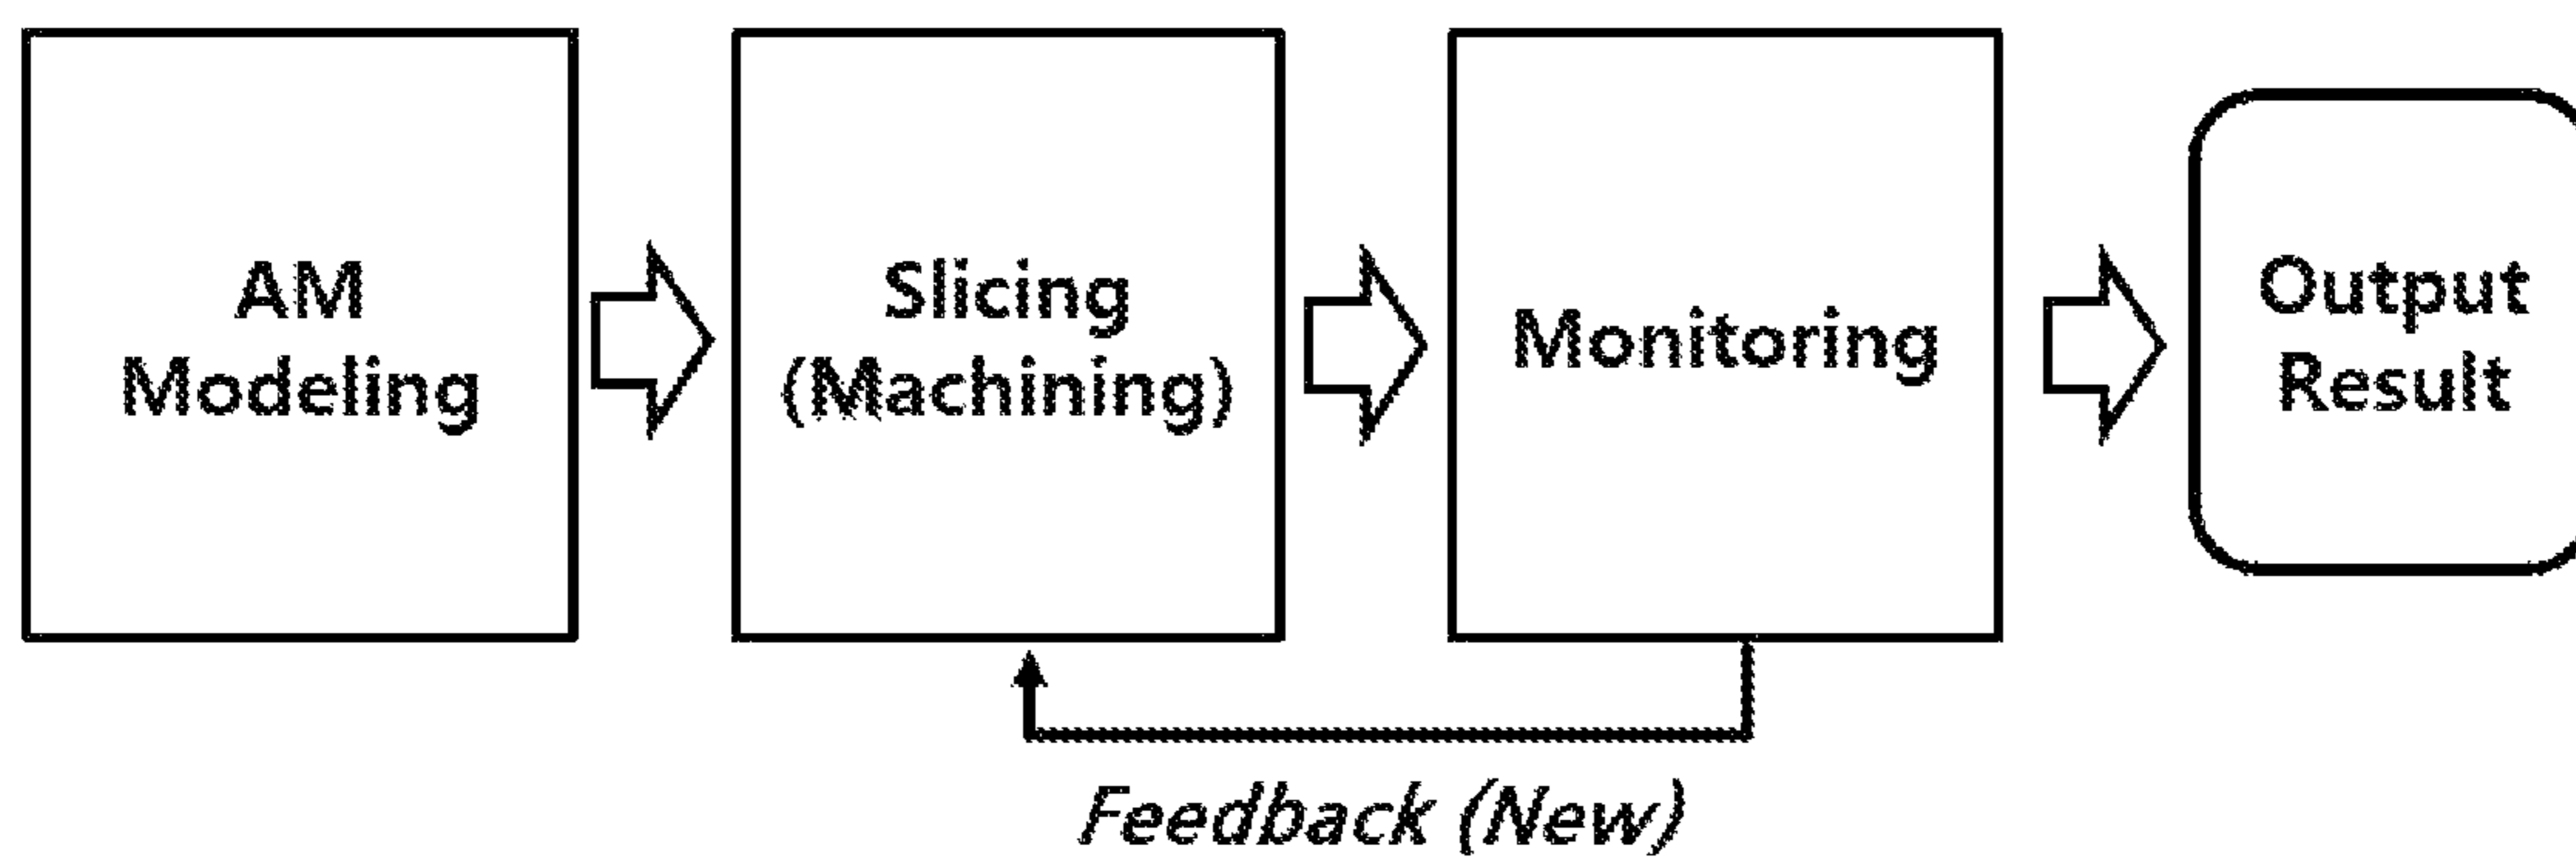 AM
Modeling
Slicing
(Machining)
Monitoring
Output
Result
Feedback (New)